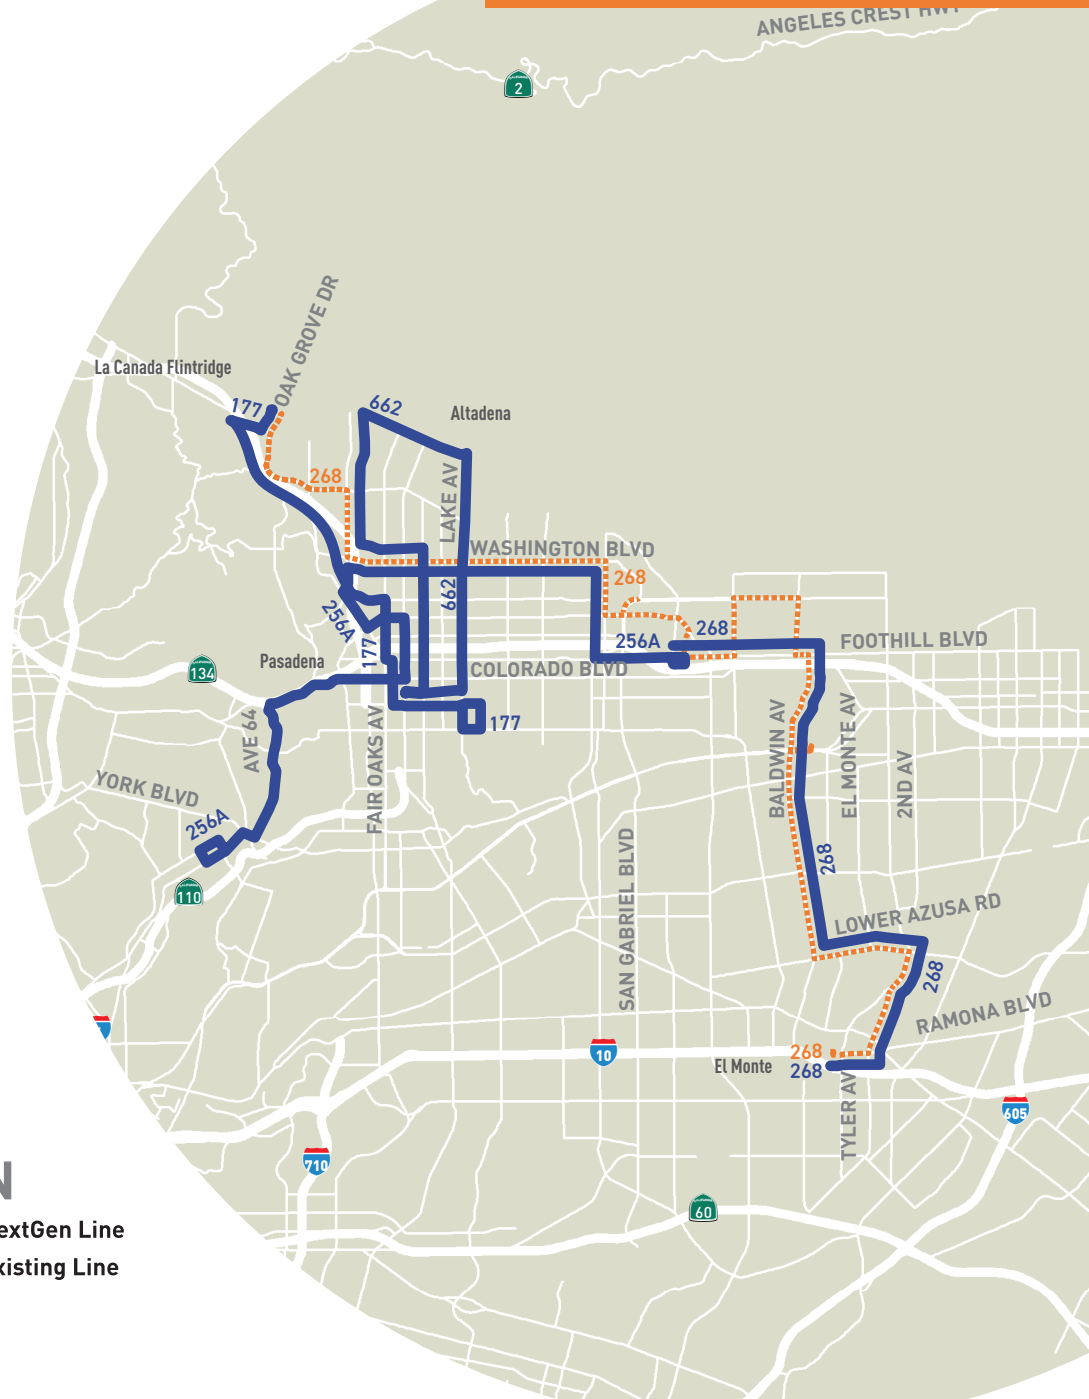 ANGELES CREST HWY
2
OAK GROVE DR
La Canada Flintridge
177
662
Altadena
268
LAKE AV
WASHINGTON BLVD
268
662
256A
177
268
256A
FOOTHILL BLVD
Pasadena
COLORADO BLVD
134
177
AVE 64
FAIR OAKS AV
BALDWIN AV
EL MONTE AV
2ND AV
YORK BLVD
256A
268
SAN GABRIEL BLVD
110
LOWER AZUSA RD
268
RAMONA BLVD
10
268
El Monte
268
TYLER AV
605
710
N
60
extGen Line
xisting Line